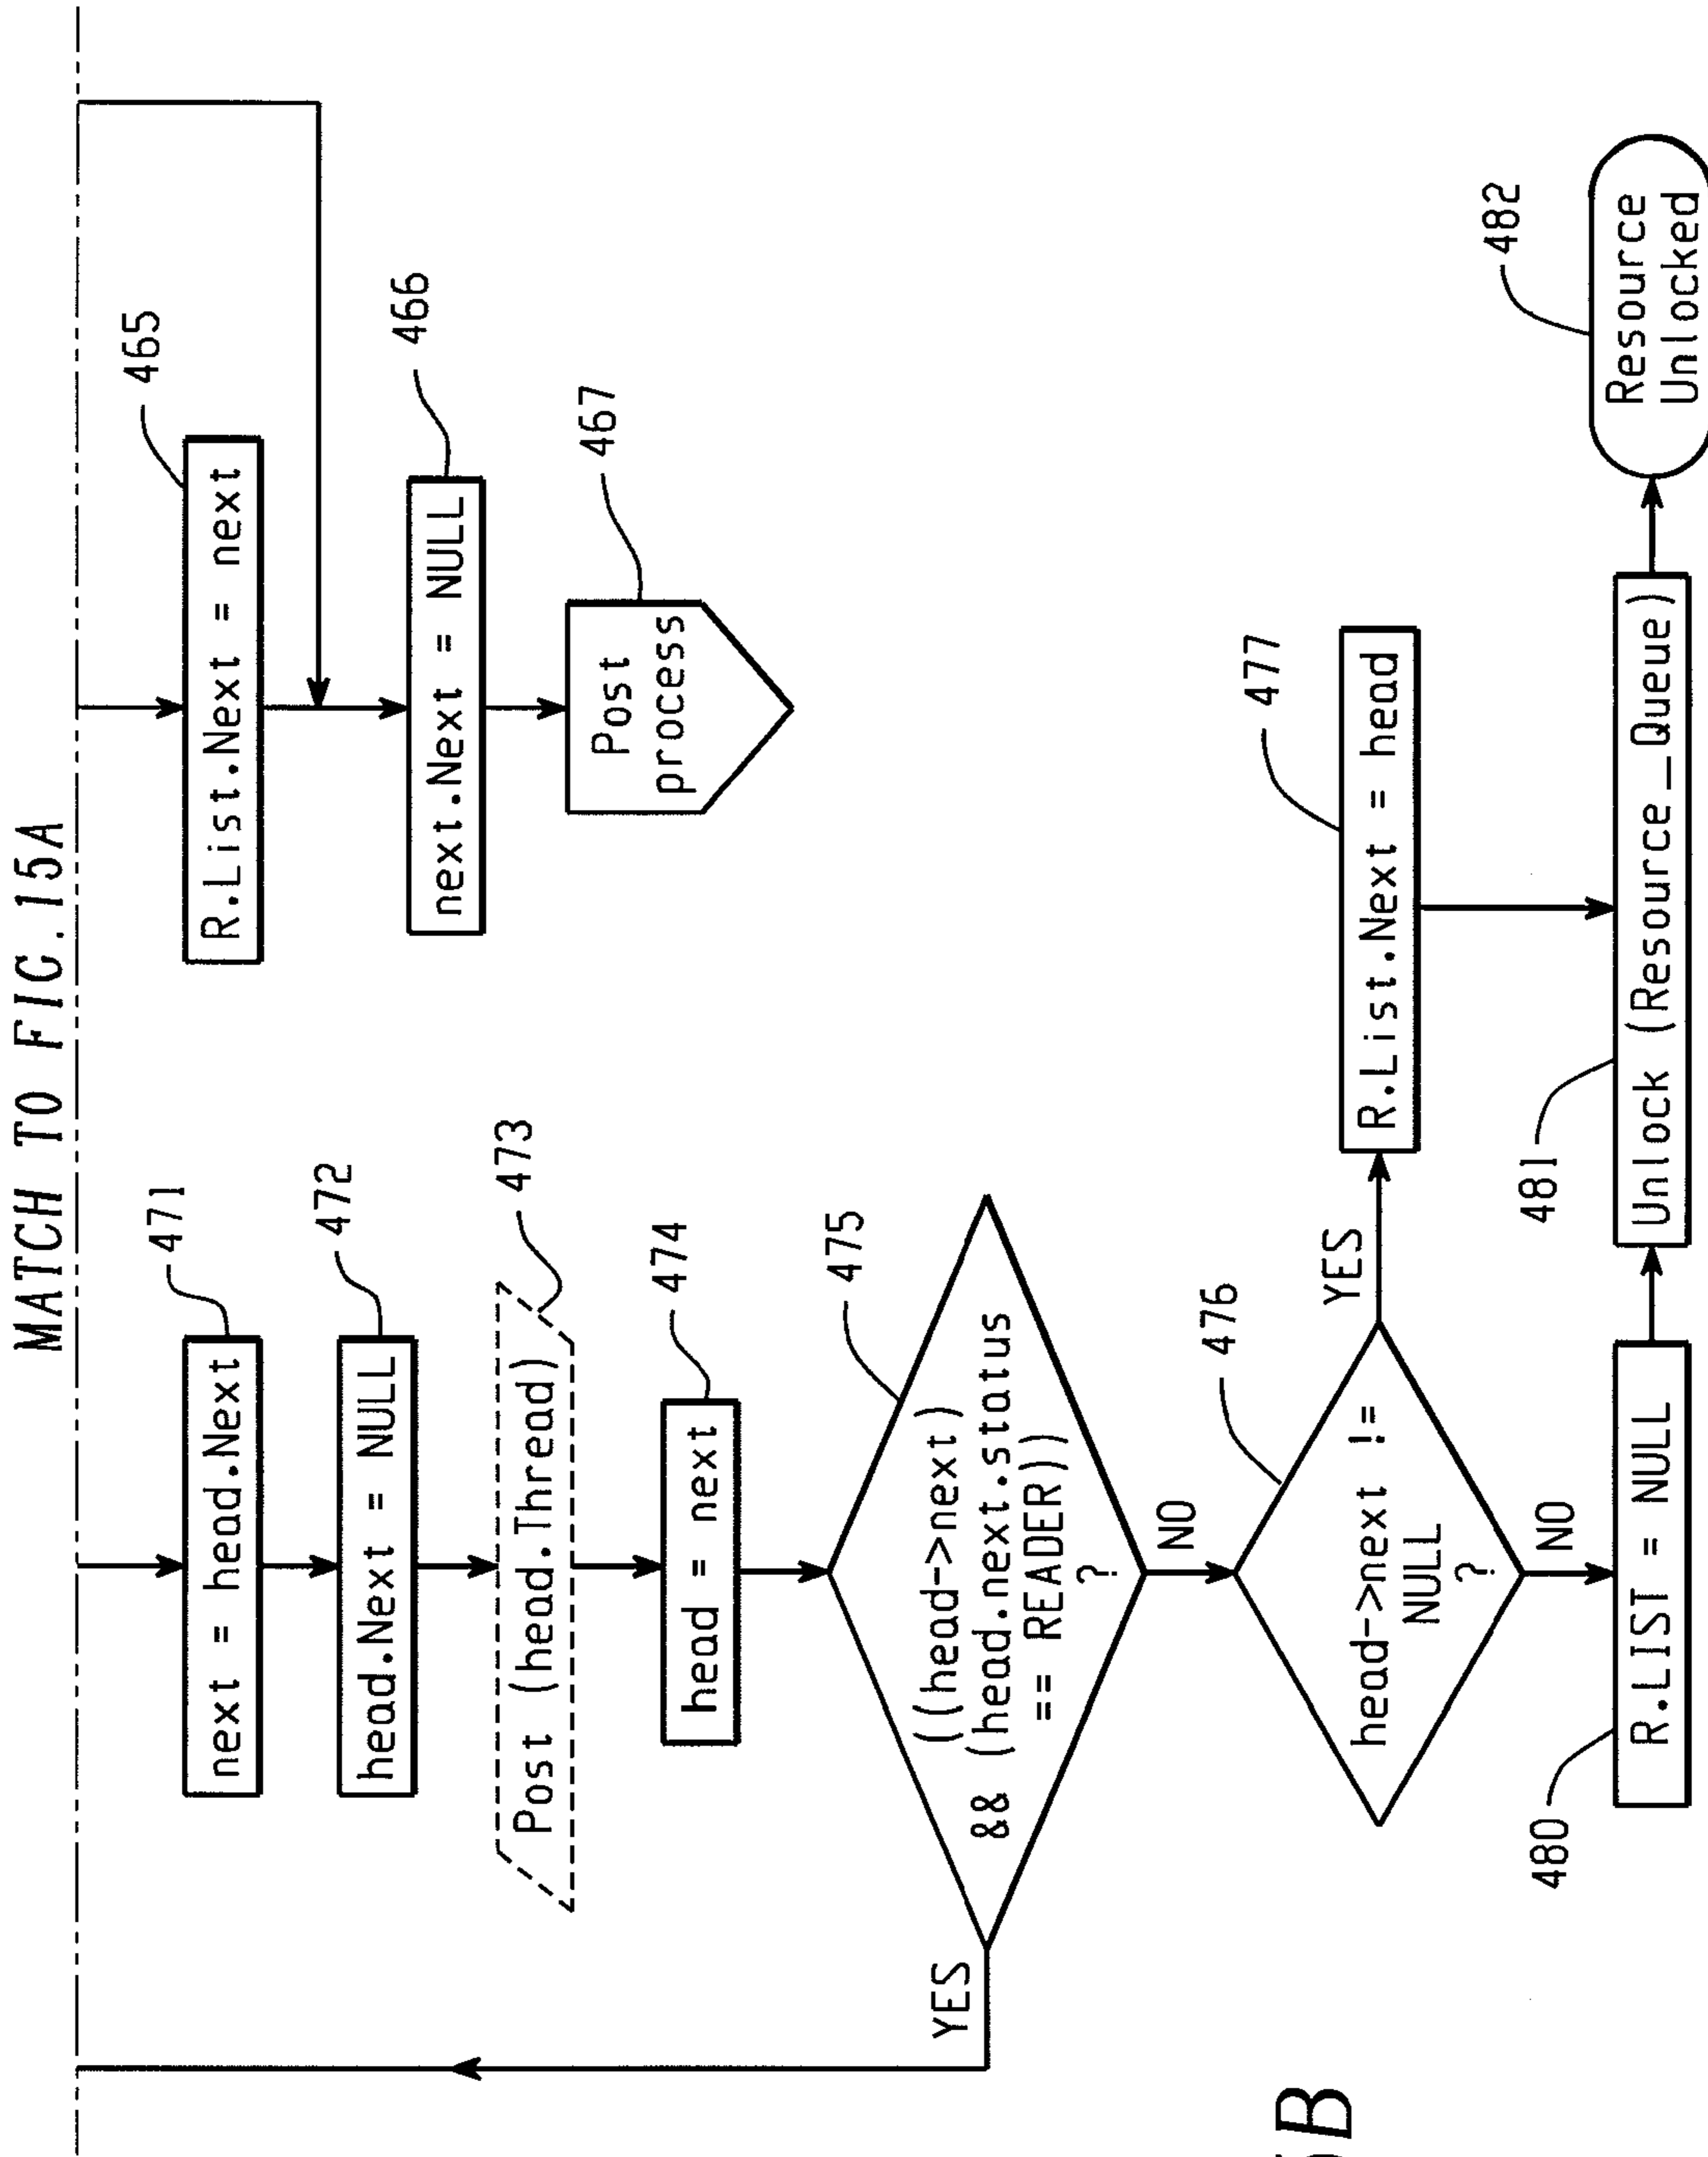 MATCH TO FIG.15A
471
next = head.Next
472
head.Next = NULL
473
Post (head.Thread)
474
head = next
475
((head->next)
&& (head.next.status
== READER))
?
YES
NO
476
head->next !=
NULL
?
YES
NO
477
R.List.Next = head
480
R.LIST = NULL
481
Unlock (Resource_Queue)
482
Resource
Unlocked
465
R.List.Next = next
466
next.Next = NULL
467
Post
process
B